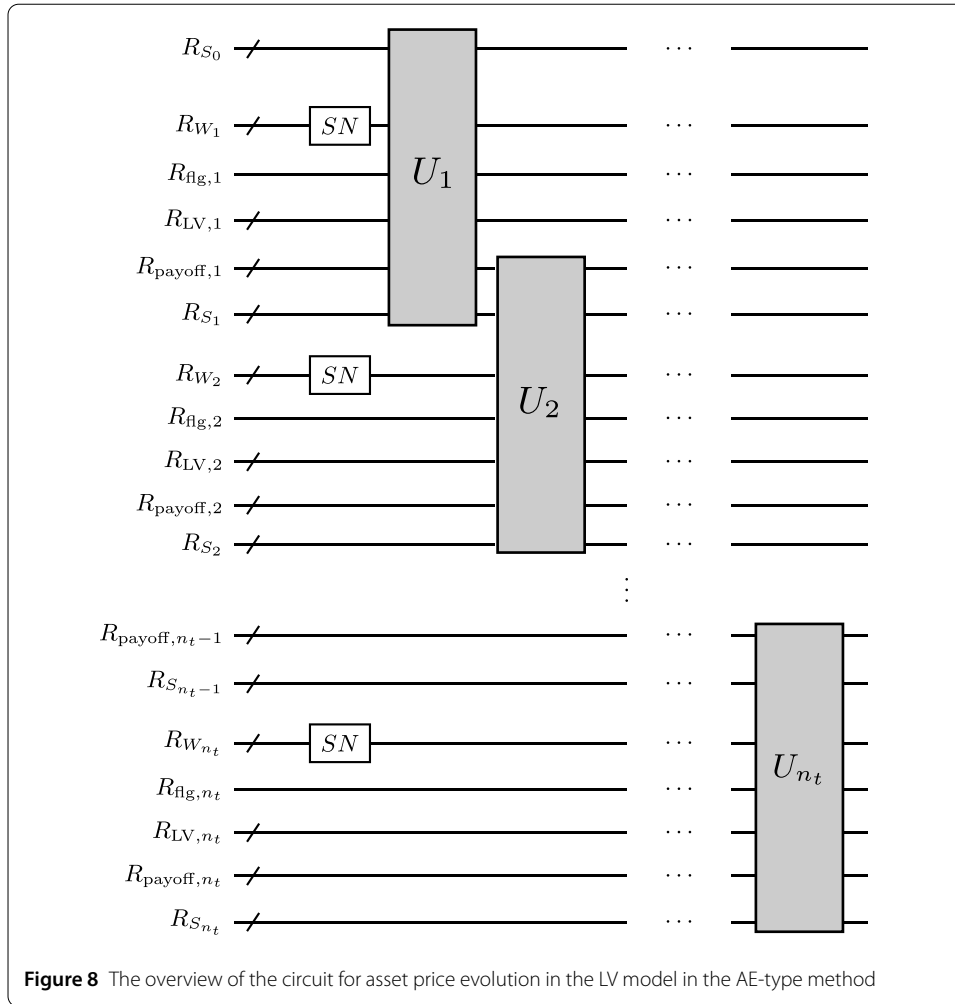 R_{S_0} ···
R_{W_1} SN ···
R_{flg,1} U_1 ···
R_{LV,1} ···
R_{payoff,1} ···
R_{S_1} ···
R_{W_2} SN ···
R_{flg,2} U_2 ···
R_{LV,2} ···
R_{payoff,2} ···
R_{S_2} ···
⋮
R_{payoff,n_t−1} ···
R_{S_{n_t−1}} ···
R_{W_{n_t}} SN ···
R_{flg,n_t} ··· U_{n_t}
R_{LV,n_t} ···
R_{payoff,n_t} ···
R_{S_{n_t}} ···
Figure 8 The overview of the circuit for asset price evolution in the LV model in the AE-type method